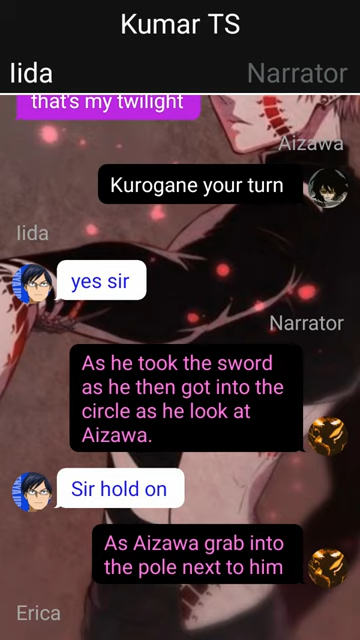 Kumar TS
Iida
Narrator
that's my twilight
Aizawa
Kurogane your turn
Iida
yes sir
Narrator
As he took the sword
as he then got into the
circle as he look at
Aizawa.
Sir hold on
As Aizawa grab into
the pole next to him
Erica